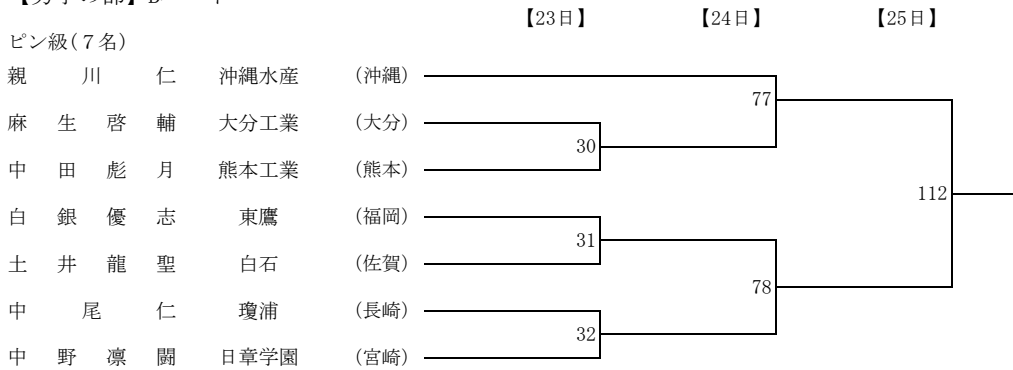 【23日】 【24日】 【25日】
ピン級(7名)
親川仁 沖縄水産 (沖縄)
77
麻生啓輔 大分工業 (大分)
30
中田彪月 熊本工業 (熊本)
112
白銀優志 東鷹 (福岡)
31
土井龍聖 白石 (佐賀)
78
中尾仁 瓊浦 (長崎)
32
中野凛闘 日章学園 (宮崎)